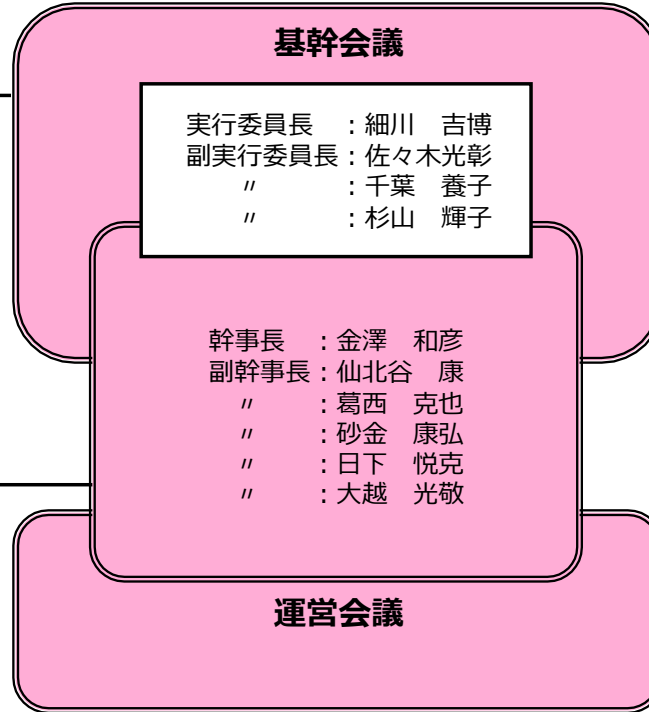 基幹会議
実行委員長　：細川　吉博
副実行委員長：佐々木光彰
〃　：千葉　養子
〃　：杉山　輝子
幹事長　：金澤　和彦
副幹事長：仙北谷　康
〃　：葛西　克也
〃　：砂金　康弘
〃　：日下　悦克
〃　：大越　光敬
運営会議